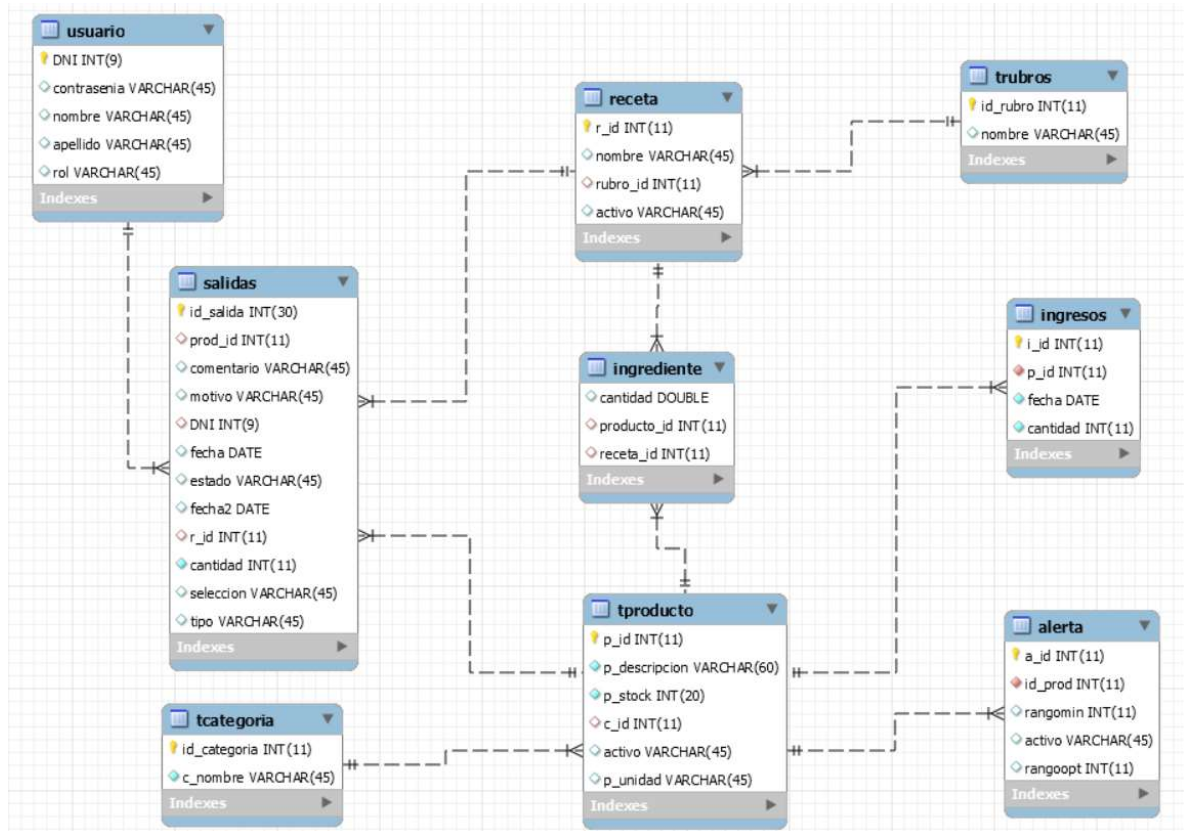 usuario
DNI INT(9)
contrasenia VARCHAR(45)
nombre VARCHAR(45)
apellido VARCHAR(45)
rol VARCHAR(45)
Indexes
receta
r_id INT(11)
nombre VARCHAR(45)
rubro_id INT(11)
activo VARCHAR(45)
Indexes
trubros
id_rubro INT(11)
nombre VARCHAR(45)
Indexes
salidas
id_salida INT(30)
prod_id INT(11)
comentario VARCHAR(45)
motivo VARCHAR(45)
DNI INT(9)
fecha DATE
estado VARCHAR(45)
fecha2 DATE
r_id INT(11)
cantidad INT(11)
seleccion VARCHAR(45)
tipo VARCHAR(45)
Indexes
ingrediente
cantidad DOUBLE
producto_id INT(11)
receta_id INT(11)
Indexes
ingresos
i_id INT(11)
p_id INT(11)
fecha DATE
cantidad INT(11)
Indexes
tcategoria
id_categoria INT(11)
c_nombre VARCHAR(45)
Indexes
tproducto
p_id INT(11)
p_descripcion VARCHAR(60)
p_stock INT(20)
c_id INT(11)
activo VARCHAR(45)
p_unidad VARCHAR(45)
Indexes
alerta
a_id INT(11)
id_prod INT(11)
rangomin INT(11)
activo VARCHAR(45)
rangoopt INT(11)
Indexes